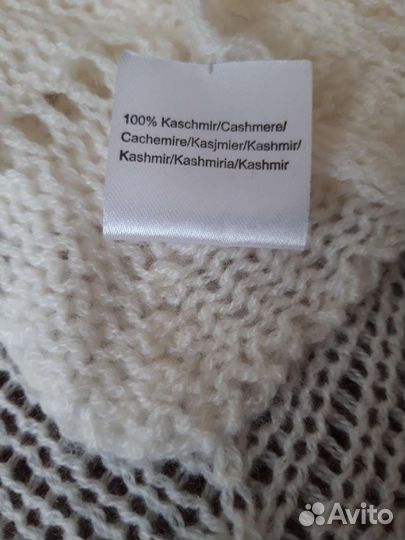 100% Kaschmir/Cashmere/
Cachemire/Kasjmier/Kashmir/
Kashmir/Kashmiria/Kashmir
Avito